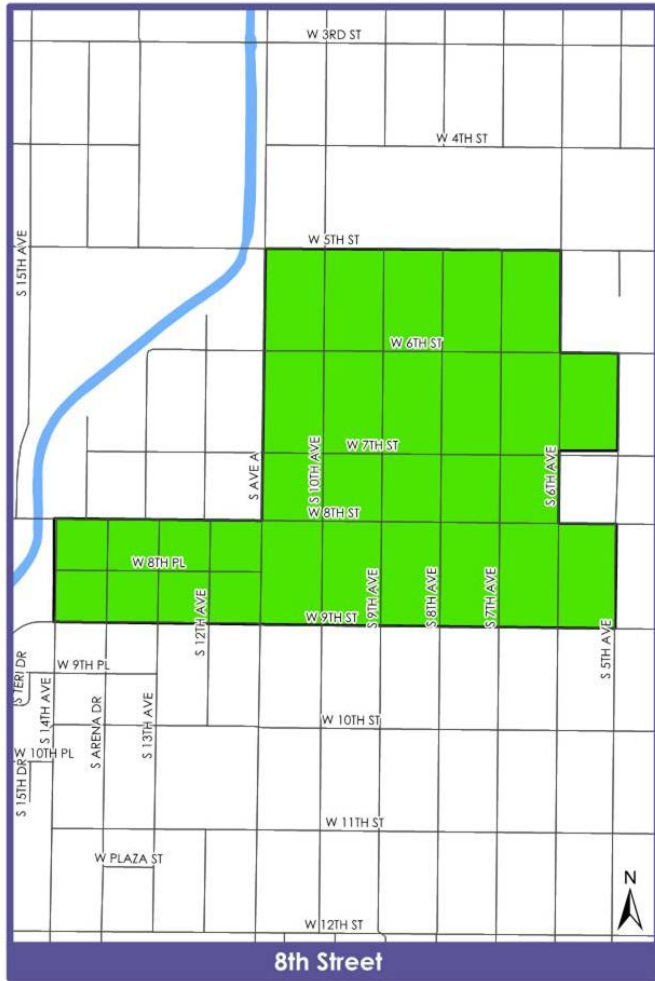 W 3RD ST
W 4TH ST
S 15TH AVE
W 5TH ST
W 6TH ST
W 7TH ST
S AVE A
S 10TH AVE
S 6TH AVE
W 8TH ST
W 8TH PL
S 12TH AVE
W 9TH ST
S 9TH AVE
S 8TH AVE
S 7TH AVE
S 5TH AVE
S TERI DR
W 9TH PL
S 14TH AVE
S ARENA DR
S 13TH AVE
W 10TH ST
W 10TH PL
S 15TH DR
W 11TH ST
W PLAZA ST
N
W 12TH ST
8th Street